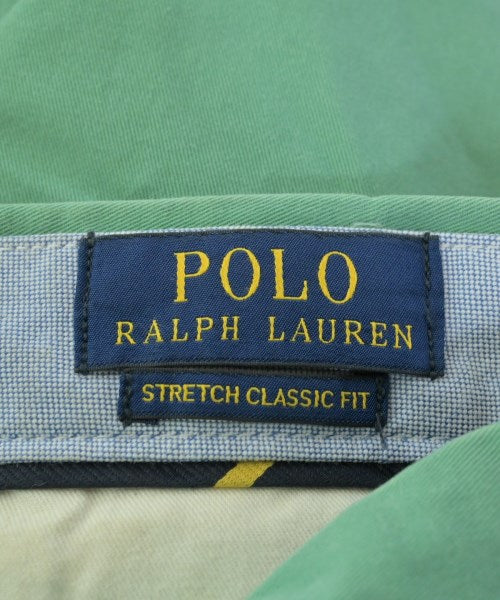 POLO
RALPH LAUREN
STRETCH CLASSIC FIT